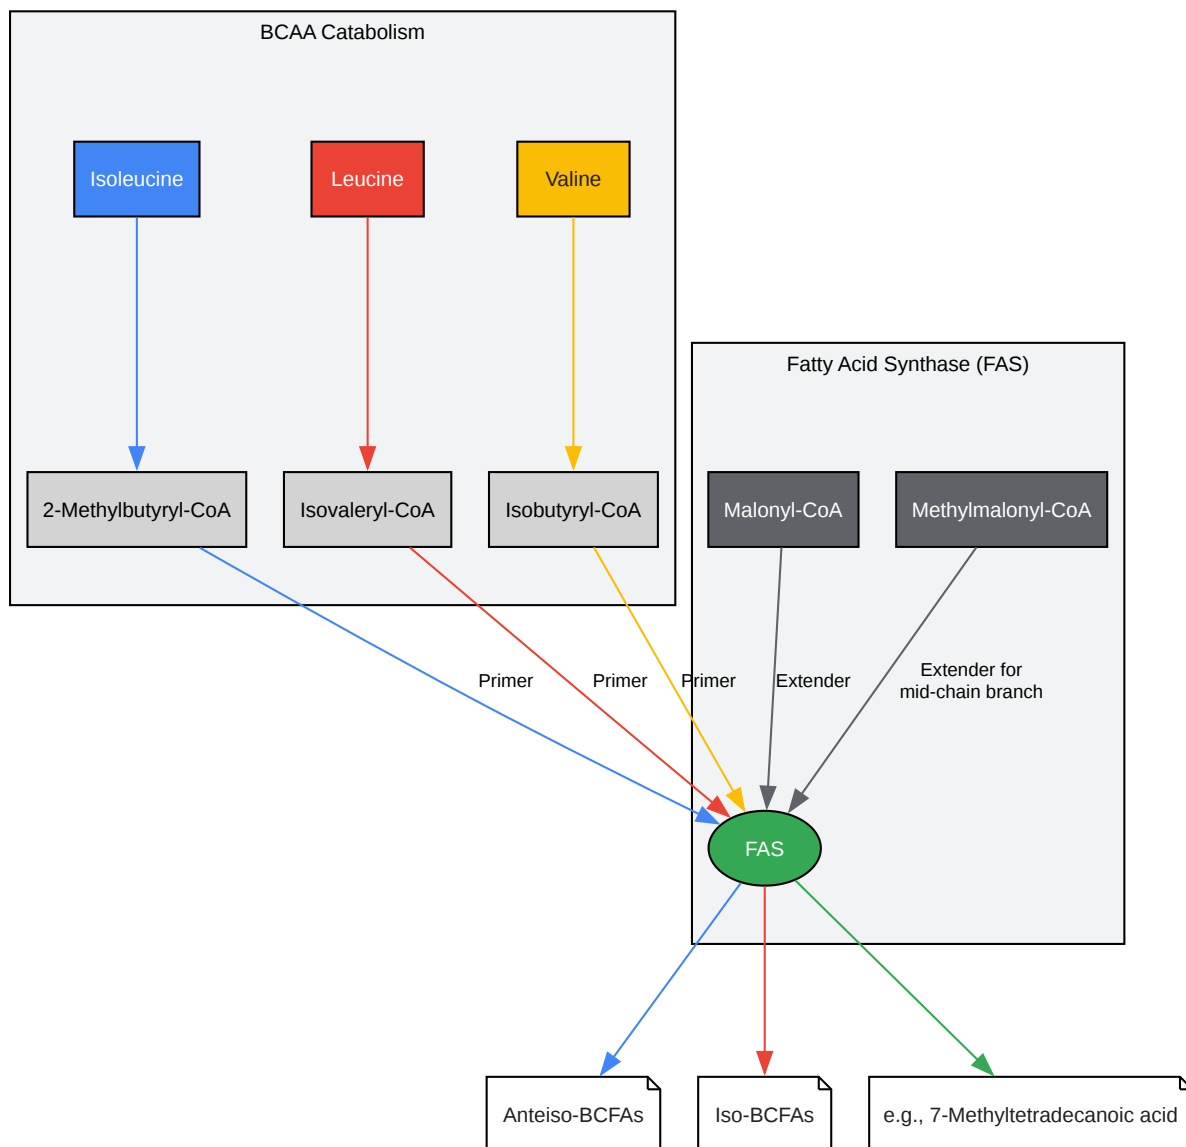 BCAA Catabolism
Isoleucine
Leucine
Valine
Fatty Acid Synthase (FAS)
2-Methylbutyryl-CoA
Isovaleryl-CoA
Isobutyryl-CoA
Malonyl-CoA
Methylmalonyl-CoA
Primer
Primer
Primer
Extender
Extender for
mid-chain branch
FAS
Anteiso-BCFAs
Iso-BCFAs
e.g., 7-Methyltetradecanoic acid